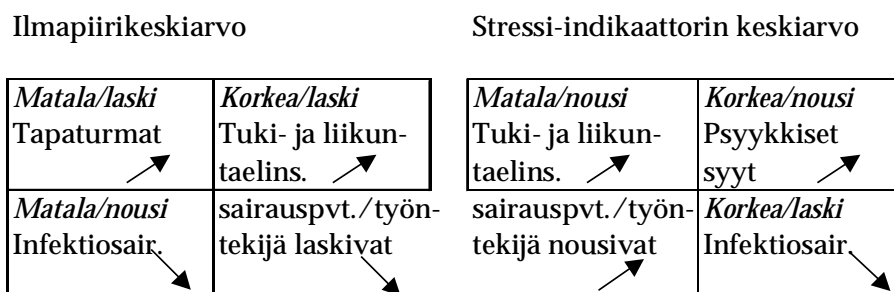 Ilmapiirikeskiarvo
Stressi-indikaattorin keskiarvo
Matala/laski
Tapaturmat
Korkea/laski
Tuki- ja liikun-
taelins.
Matala/nousi
Infektiosair.
sairauspvt./työn-
tekijä laskivat
Matala/nousi
Tuki- ja liikun-
taelins.
Korkea/nousi
Psyykkiset
syyt
sairauspvt./työn-
tekijä nousivat
Korkea/laski
Infektiosair.